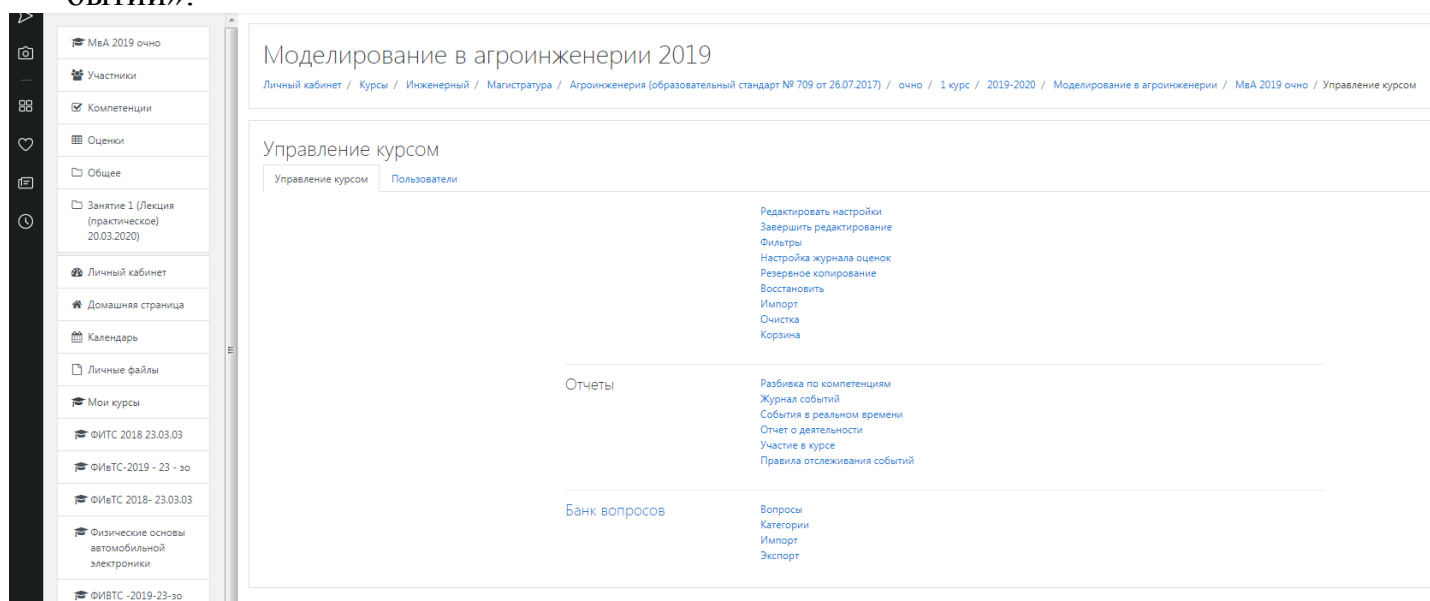 МвА 2019 очно
Участники
Компетенции
Оценки
Общее
Занятие 1 (Лекция
(практическое)
20.03.2020)
Личный кабинет
Домашняя страница
Календарь
Личные файлы
Мои курсы
ФИТС 2018 23.03.03
ФИвТС-2019 - 23 - зо
ФИвТС 2018- 23.03.03
Физические основы
автомобильной
электроники
ФИВТС -2019-23-зо
Моделирование в агроинженерии 2019
Личный кабинет / Курсы / Инженерный / Магистратура / Агроинженерия (образовательный стандарт № 709 от 26.07.2017) / очно / 1 курс / 2019-2020 / Моделирование в агроинженерии / МвА 2019 очно / Управление курсом
Управление курсом
Управление курсом Пользователи
Редактировать настройки
Завершить редактирование
Фильтры
Настройка журнала оценок
Резервное копирование
Восстановить
Импорт
Очистка
Корзина
Отчеты
Разбивка по компетенциям
Журнал событий
События в реальном времени
Отчет о деятельности
Участие в курсе
Правила отслеживания событий
Банк вопросов
Вопросы
Категории
Импорт
Экспорт